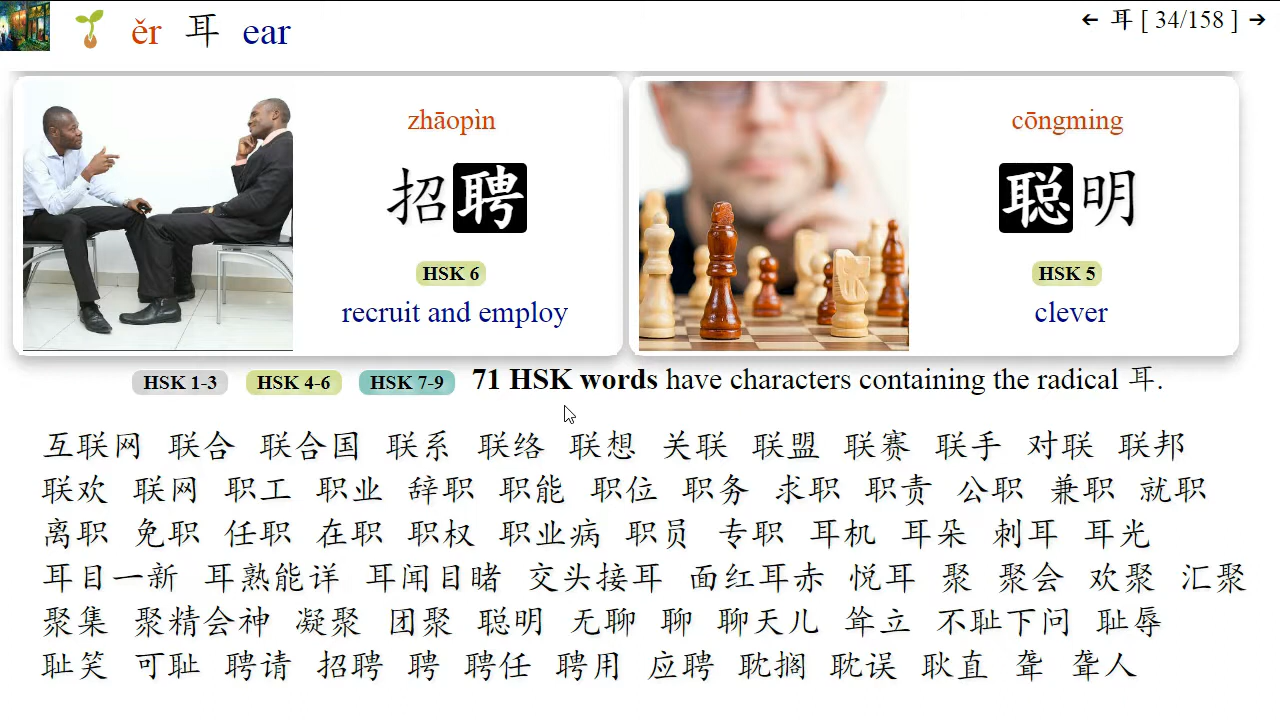 ěr 耳 ear
← 耳 [ 34/158 ] →
zhāopìn
招聘
HSK 6
recruit and employ
cōngming
聪明
HSK 5
clever
HSK 1-3 HSK 4-6 HSK 7-9 71 HSK words have characters containing the radical 耳.
互联网 联合 联合国 联系 联络 联想 关联 联盟 联赛 联手 对联 联邦
联欢 联网 职工 职业 辞职 职能 职位 职务 求职 职责 公职 兼职 就职
离职 免职 任职 在职 职权 职业病 职员 专职 耳机 耳朵 刺耳 耳光
耳目一新 耳熟能详 耳闻目睹 交头接耳 面红耳赤 悦耳 聚 聚会 欢聚 汇聚
聚集 聚精会神 凝聚 团聚 聪明 无聊 聊 聊天儿 耸立 不耻下问 耻辱
耻笑 可耻 聘请 招聘 聘 聘任 聘用 应聘 耽搁 耽误 耿直 聋 聋人